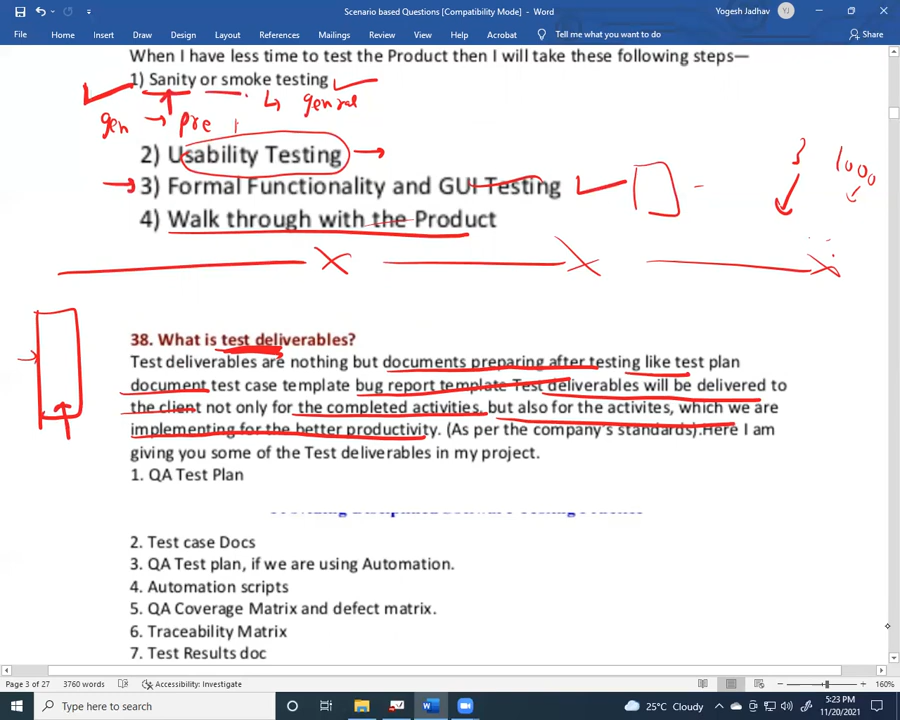 Scenario based Questions [Compatibility Mode] - Word
Yogesh Jadhav
YJ
File
Home
Insert
Draw
Design
Layout
References
Mailings
Review
View
Help
Acrobat
Tell me what you want to do
Share
When I have less time to test the Product then I will take these following steps—
1) Sanity or smoke testing
gen → pre
general
2) Usability Testing
3) Formal Functionality and GUI Testing
1000
4) Walk through with the Product
38. What is test deliverables?
Test deliverables are nothing but documents preparing after testing like test plan
document test case template bug report template Test deliverables will be delivered to
the client not only for the completed activities, but also for the activites, which we are
implementing for the better productivity. (As per the company's standards).Here I am
giving you some of the Test deliverables in my project.
1. QA Test Plan
2. Test case Docs
3. QA Test plan, if we are using Automation.
4. Automation scripts
5. QA Coverage Matrix and defect matrix.
6. Traceability Matrix
7. Test Results doc
Page 3 of 27
3760 words
Accessibility: Investigate
160%
Type here to search
25°C Cloudy
5:23 PM
11/20/2021